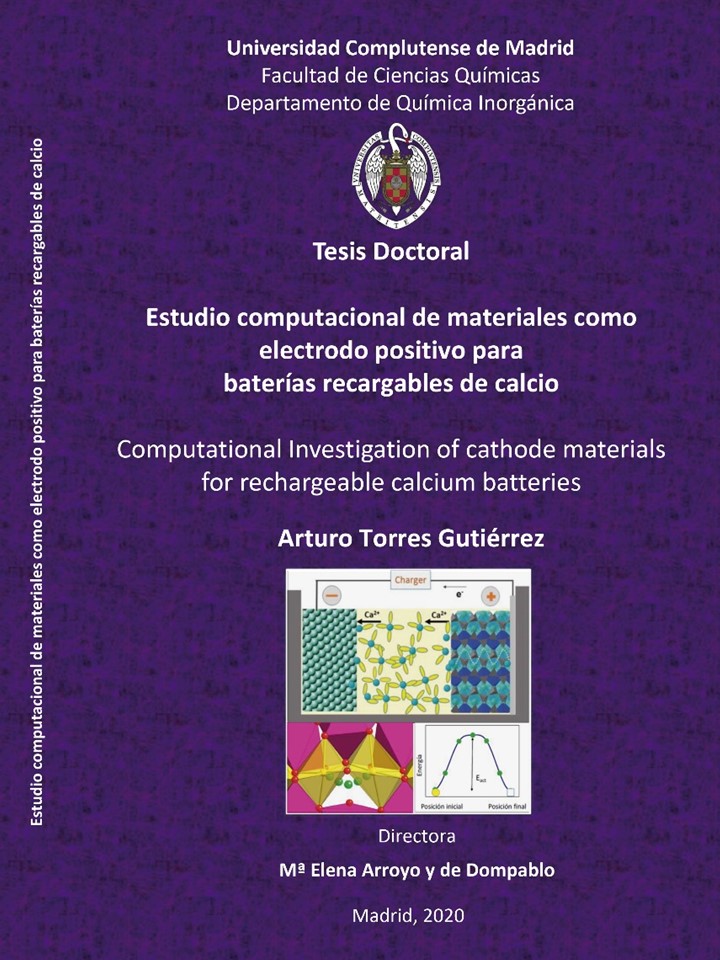 Universidad Complutense de Madrid
Facultad de Ciencias Químicas
Departamento de Química Inorgánica
UNIVERSITAS COMPLUTENSIS
MATRITENSIS
Tesis Doctoral
Estudio computacional de materiales como
electrodo positivo para
baterías recargables de calcio
Computational Investigation of cathode materials
for rechargeable calcium batteries
Arturo Torres Gutiérrez
Charger
e⁻
− +
Ca²⁺ Ca²⁺
Energía
Eact
Posición inicial Posición final
Directora
Mª Elena Arroyo y de Dompablo
Madrid, 2020
Estudio computacional de materiales como electrodo positivo para baterías recargables de calcio